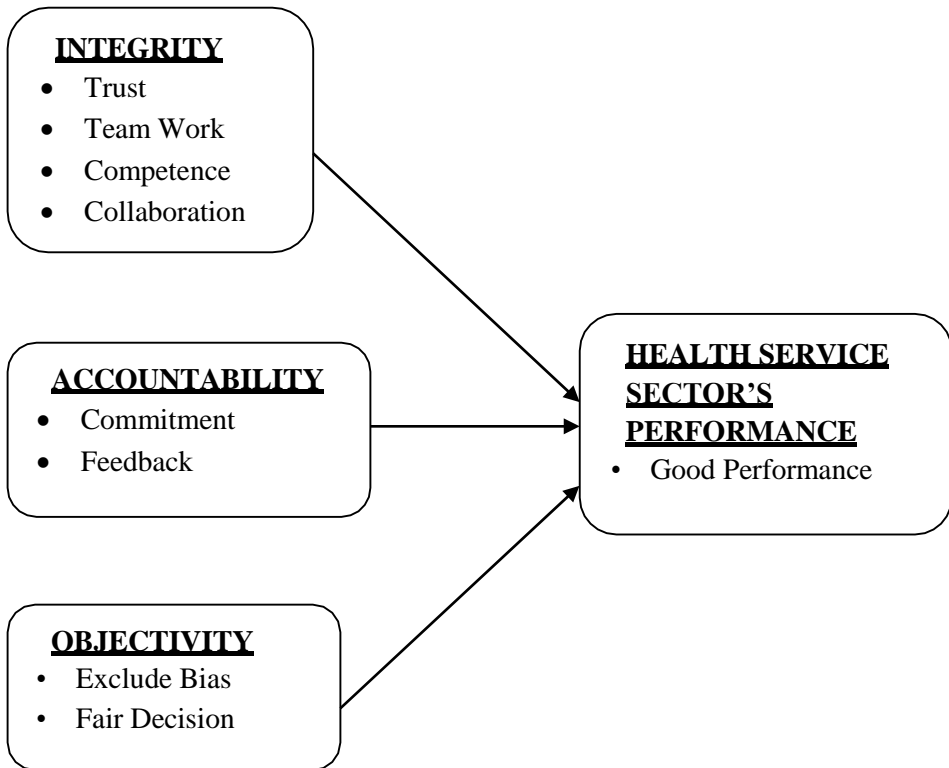 INTEGRITY
• Trust
• Team Work
• Competence
• Collaboration
ACCOUNTABILITY
• Commitment
• Feedback
HEALTH SERVICE
SECTOR’S
PERFORMANCE
• Good Performance
OBJECTIVITY
• Exclude Bias
• Fair Decision